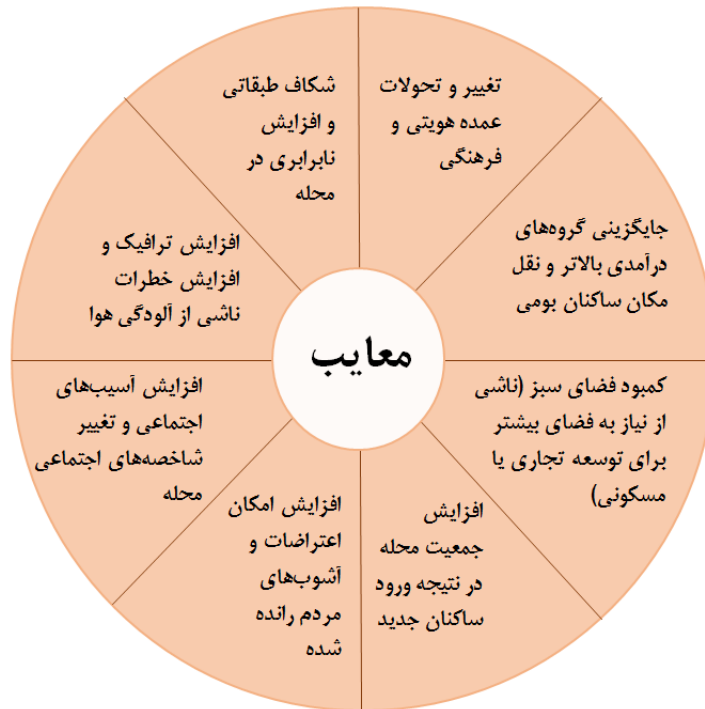 معایب
تغییر و تحولات
عمده هویتی و
فرهنگی
جایگزینی گروه‌های
درآمدی بالاتر و نقل
مکان ساکنان بومی
کمبود فضای سبز (ناشی
از نیاز به فضای بیشتر
برای توسعه تجاری یا
مسکونی)
افزایش
جمعیت محله
در نتیجه ورود
ساکنان جدید
افزایش امکان
اعتراضات و
آشوب‌های
مردم رانده
شده
افزایش آسیب‌های
اجتماعی و تغییر
شاخصه‌های اجتماعی
محله
افزایش ترافیک و
افزایش خطرات
ناشی از آلودگی هوا
شکاف طبقاتی
و افزایش
نابرابری در
محله